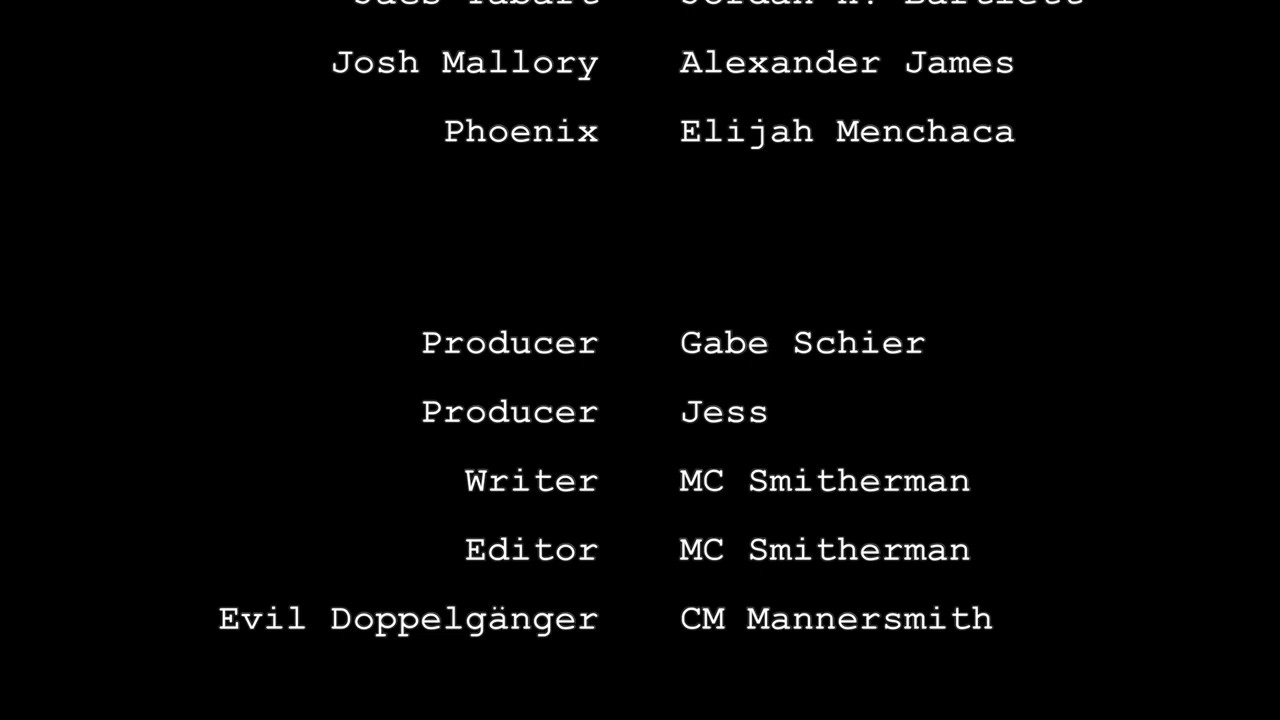 Josh Mallory Alexander James
Phoenix Elijah Menchaca
Producer Gabe Schier
Producer Jess
Writer MC Smitherman
Editor MC Smitherman
Evil Doppelgänger CM Mannersmith